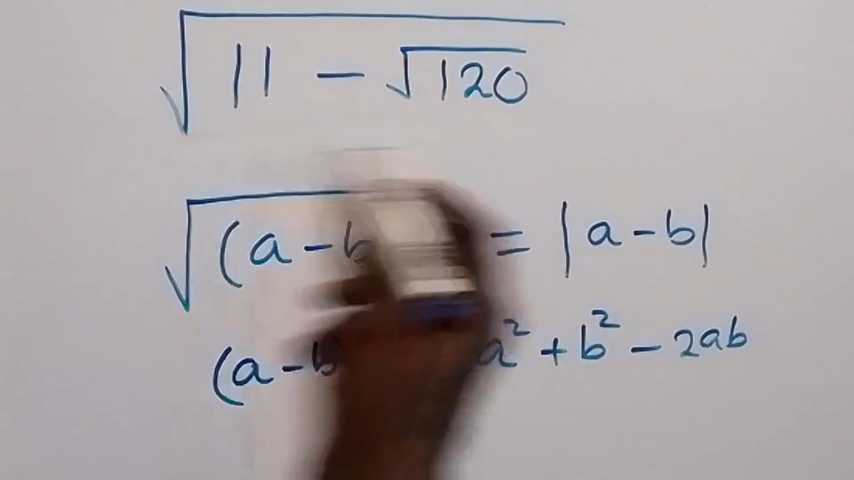 √(11 - √120)
√(a - b = |a - b|
(a - b a² + b² - 2ab